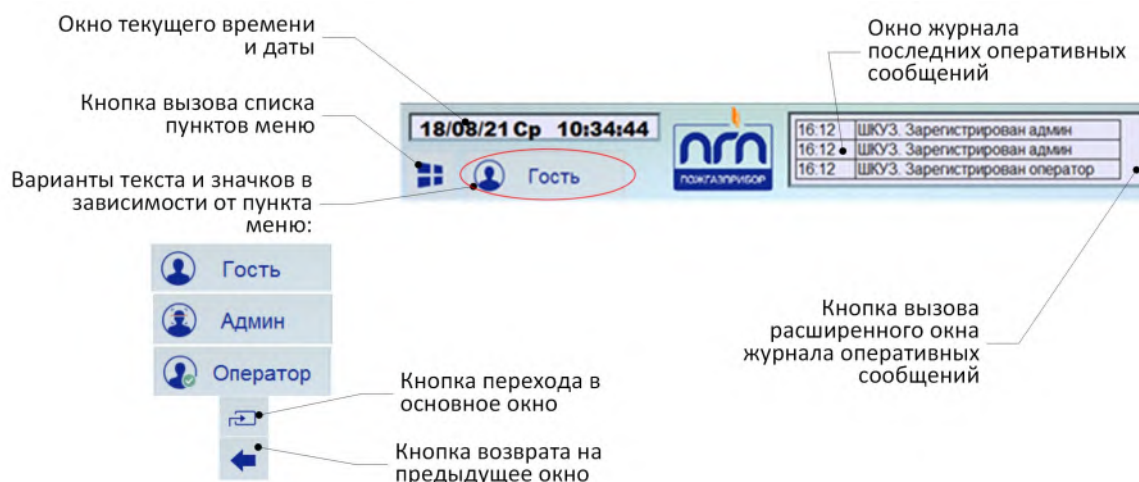 Окно текущего времени
и даты
Кнопка вызова списка
пунктов меню
Варианты текста и значков в
зависимости от пункта
меню:
18/08/21 Ср 10:34:44
Гость
ПГП
ПОЖГАЗПРИБОР
Окно журнала
последних оперативных
сообщений
16:12 ШКУЗ. Зарегистрирован админ
16:12 ШКУЗ. Зарегистрирован админ
16:12 ШКУЗ. Зарегистрирован оператор
Гость
Админ
Оператор
Кнопка перехода в
основное окно
Кнопка возврата на
предыдущее окно
Кнопка вызова
расширенного окна
журнала оперативных
сообщений